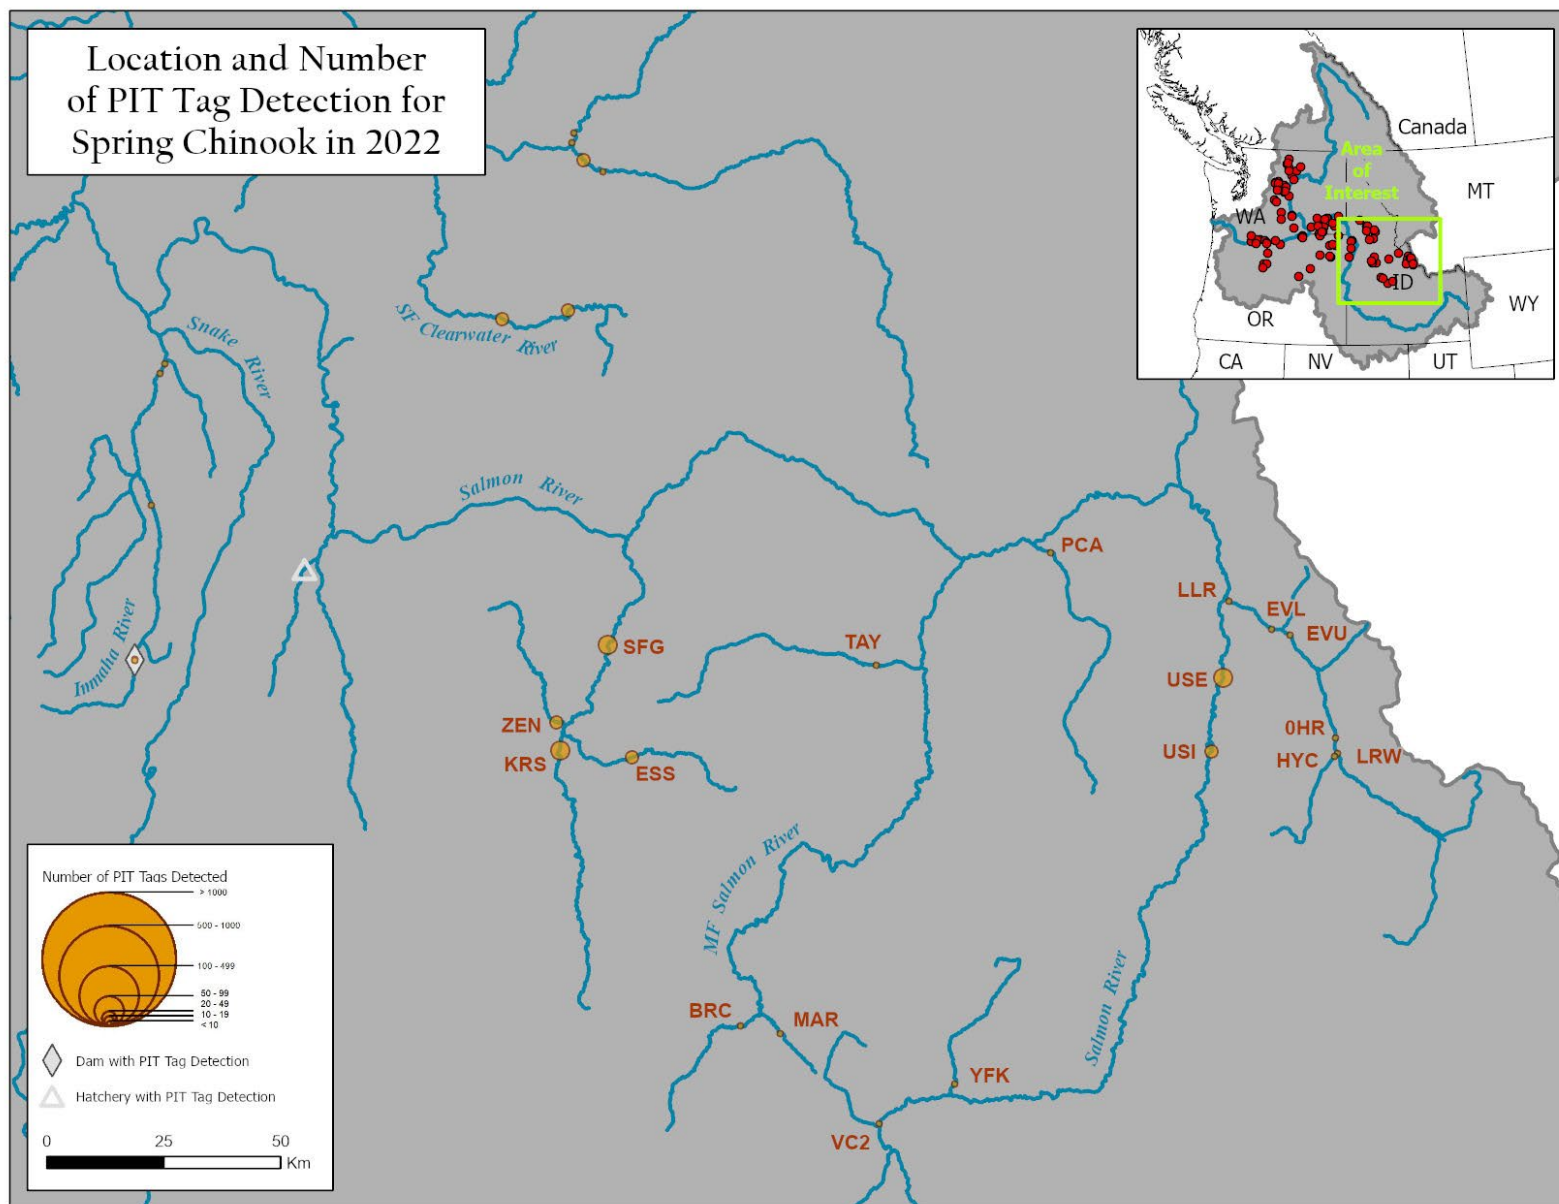 Location and Number
of PIT Tag Detection for
Spring Chinook in 2022
Canada
Area
of
Interest
MT
WA
ID
WY
OR
CA
NV
UT
Snake River
SF Clearwater River
Salmon River
Inmaha River
PCA
LLR
EVL
EVU
SFG
TAY
USE
ZEN
0HR
KRS
ESS
USI
HYC
LRW
MF Salmon River
Salmon River
BRC
MAR
YFK
VC2
Number of PIT Tags Detected
> 1000
500 - 1000
100 - 499
50 - 99
20 - 49
10 - 19
< 10
Dam with PIT Tag Detection
Hatchery with PIT Tag Detection
0 25 50
Km